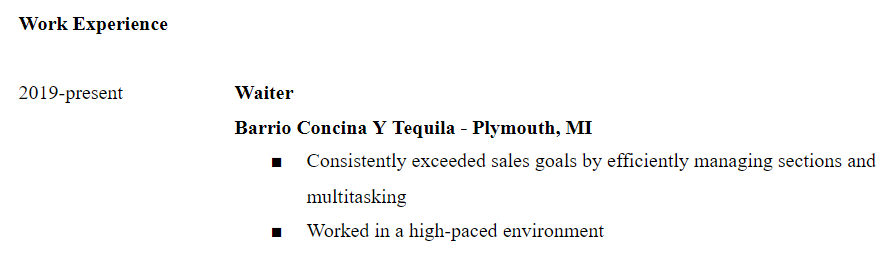 Work Experience
2019-present Waiter
Barrio Concina Y Tequila - Plymouth, MI
■ Consistently exceeded sales goals by efficiently managing sections and
multitasking
■ Worked in a high-paced environment